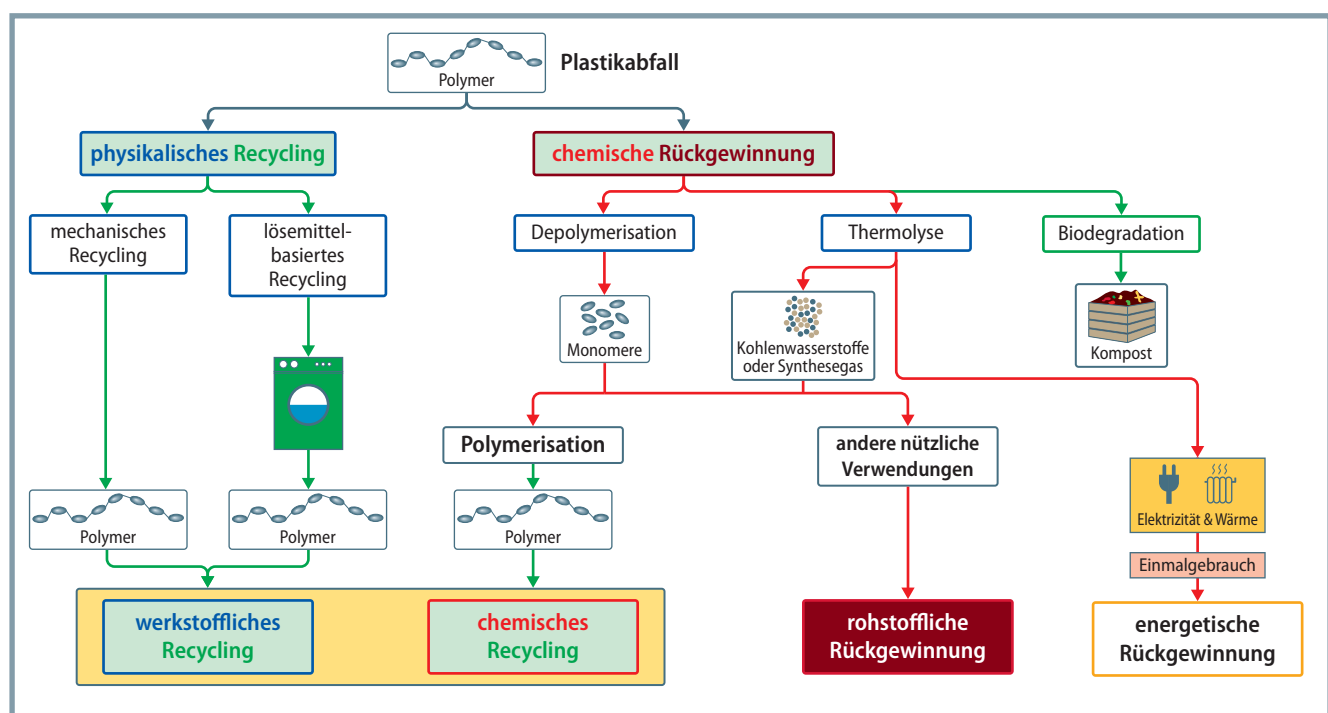 Polymer
Plastikabfall
physikalisches Recycling
chemische Rückgewinnung
mechanisches
Recycling
lösemittel-
basiertes
Recycling
Depolymerisation
Thermolyse
Biodegradation
Monomere
Kohlenwasserstoffe
oder Synthesegas
Kompost
Polymerisation
andere nützliche
Verwendungen
Polymer
Polymer
Polymer
Elektrizität & Wärme
Einmalgebrauch
werkstoffliches
Recycling
chemisches
Recycling
rohstoffliche
Rückgewinnung
energetische
Rückgewinnung